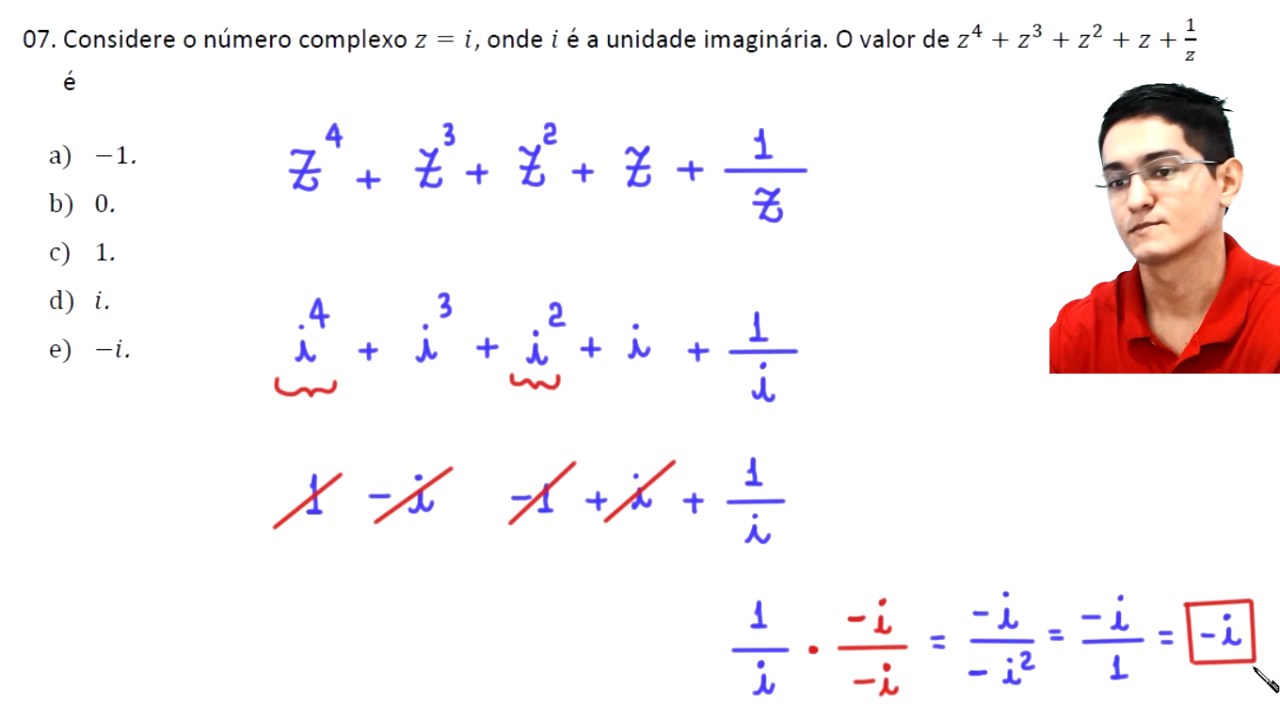 07. Considere o número complexo z = i, onde i é a unidade imaginária. O valor de z⁴ + z³ + z² + z + 1/z
é
a) −1.
b) 0.
c) 1.
d) i.
e) −i.
z⁴ + z³ + z² + z + 1/z
i⁴ + i³ + i² + i + 1/i
1 − i −1 + i + 1/i
1/i · −i/−i = −i/−i² = −i/1 = −i